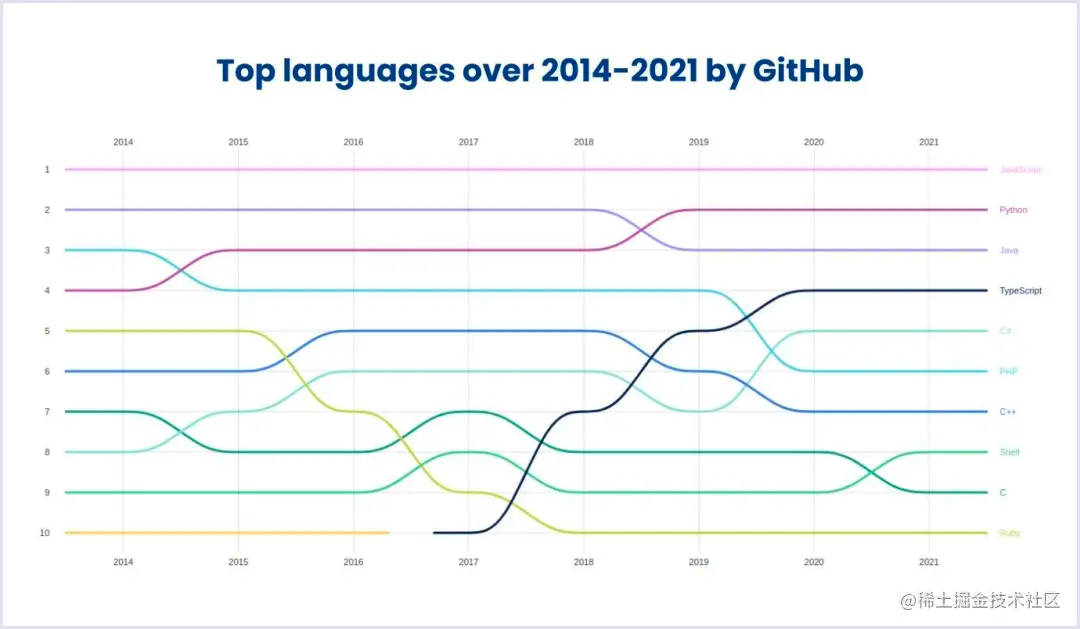 Top languages over 2014-2021 by GitHub
2014 2015 2016 2017 2018 2019 2020 2021
1 JavaScript
2 Python
3 Java
4 TypeScript
5 C#
6 PHP
7 C++
8 Shell
9 C
10 Ruby
2014 2015 2016 2017 2018 2019 2020 2021
@稀土掘金技术社区